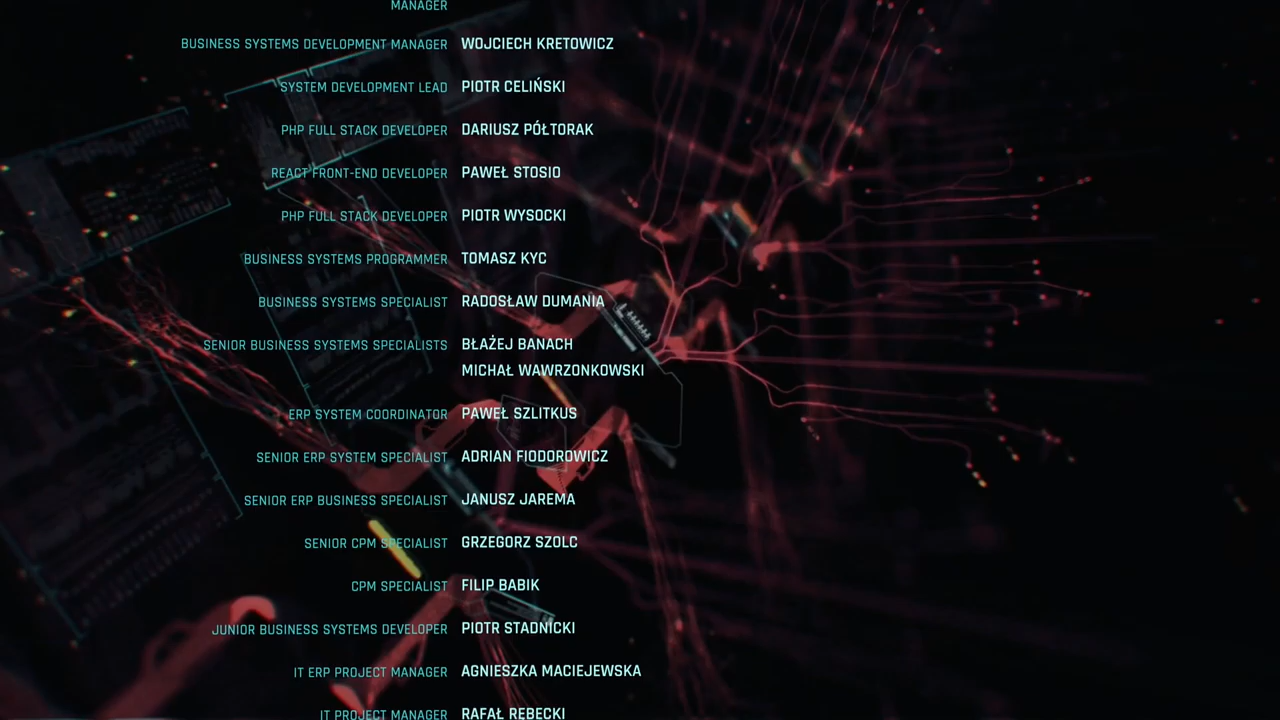 MANAGER
BUSINESS SYSTEMS DEVELOPMENT MANAGER WOJCIECH KRETOWICZ
SYSTEM DEVELOPMENT LEAD PIOTR CELIŃSKI
PHP FULL STACK DEVELOPER DARIUSZ PÓŁTORAK
REACT FRONT-END DEVELOPER PAWEŁ STOSIO
PHP FULL STACK DEVELOPER PIOTR WYSOCKI
BUSINESS SYSTEMS PROGRAMMER TOMASZ KYC
BUSINESS SYSTEMS SPECIALIST RADOSŁAW DUMANIA
SENIOR BUSINESS SYSTEMS SPECIALISTS BŁAŻEJ BANACH
MICHAŁ WAWRZONKOWSKI
ERP SYSTEM COORDINATOR PAWEŁ SZLITKUS
SENIOR ERP SYSTEM SPECIALIST ADRIAN FIODOROWICZ
SENIOR ERP BUSINESS SPECIALIST JANUSZ JAREMA
SENIOR CPM SPECIALIST GRZEGORZ SZOLC
CPM SPECIALIST FILIP BABIK
JUNIOR BUSINESS SYSTEMS DEVELOPER PIOTR STADNICKI
IT ERP PROJECT MANAGER AGNIESZKA MACIEJEWSKA
IT PROJECT MANAGER RAFAŁ REBECKI